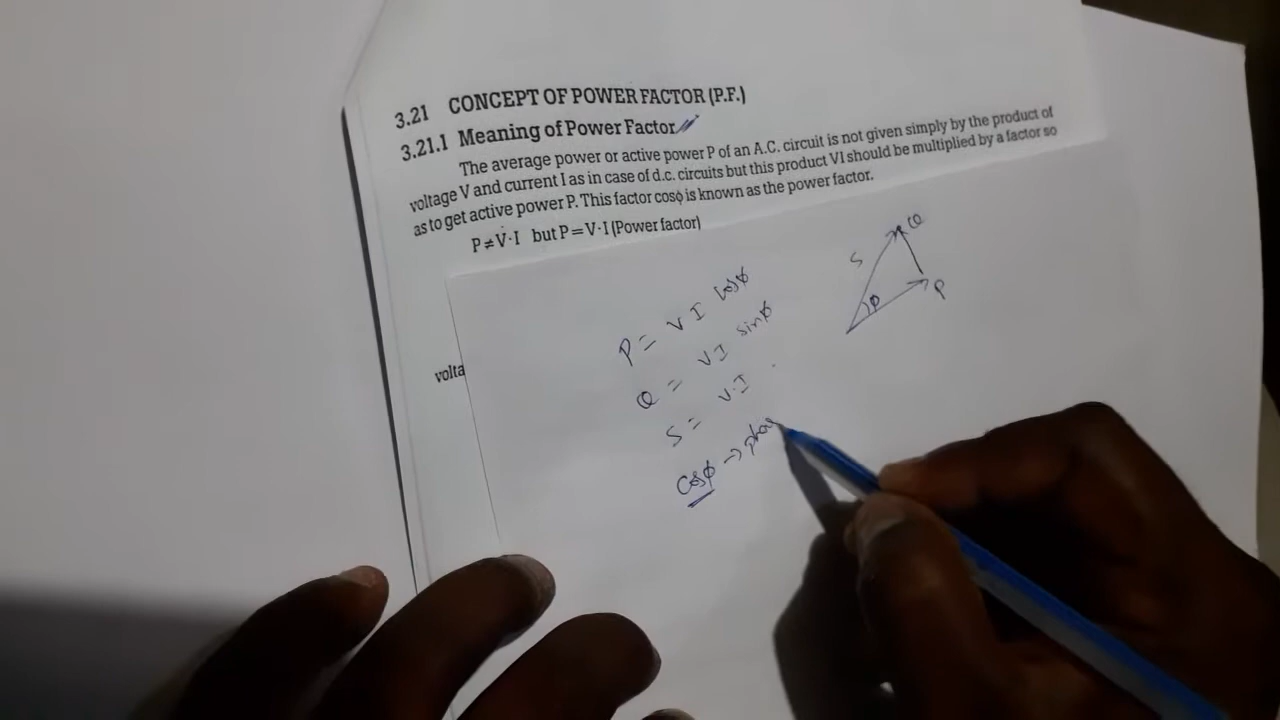 3.21 CONCEPT OF POWER FACTOR (P.F.)
3.21.1 Meaning of Power Factor
The average power or active power P of an A.C. circuit is not given simply by the product of
voltage V and current I as in case of d.c. circuits but this product VI should be multiplied by a factor so
as to get active power P. This factor cosϕ is known as the power factor.
P ≠ V·I but P = V·I (Power factor)
P = V I cosϕ
Q = V I sinϕ
S = V·I
cosϕ → phas
volta
S
Q
ϕ
P